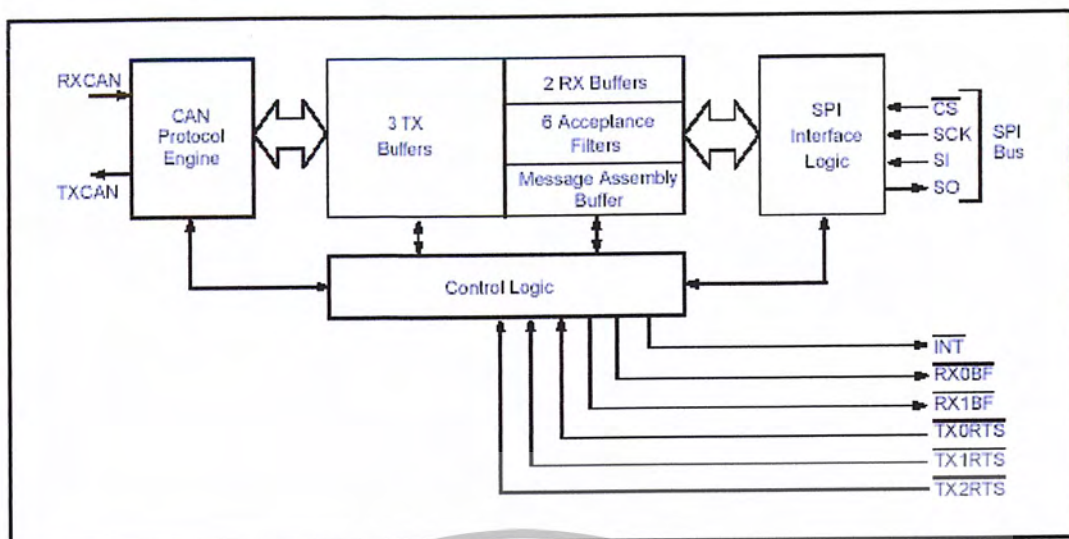 RXCAN
TXCAN
CAN
Protocol
Engine
3 TX
Buffers
2 RX Buffers
6 Acceptance
Filters
Message Assembly
Buffer
SPI
Interface
Logic
CS
SCK
SI
SO
SPI
Bus
Control Logic
INT
RX0BF
RX1BF
TX0RTS
TX1RTS
TX2RTS